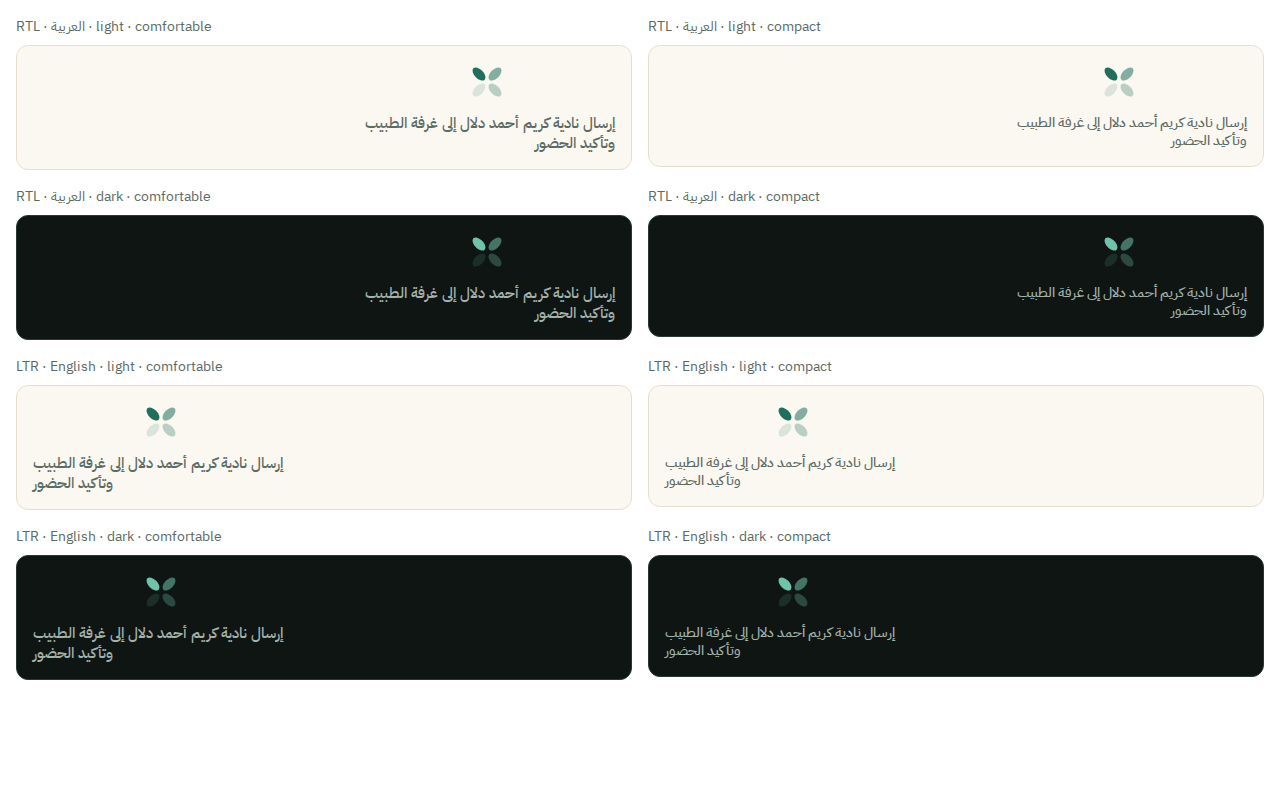 RTL · العربية · light · comfortable
إرسال نادية كريم أحمد دلال إلى غرفة الطبيب
وتأكيد الحضور
RTL · العربية · light · compact
إرسال نادية كريم أحمد دلال إلى غرفة الطبيب
وتأكيد الحضور
RTL · العربية · dark · comfortable
إرسال نادية كريم أحمد دلال إلى غرفة الطبيب
وتأكيد الحضور
RTL · العربية · dark · compact
إرسال نادية كريم أحمد دلال إلى غرفة الطبيب
وتأكيد الحضور
LTR · English · light · comfortable
إرسال نادية كريم أحمد دلال إلى غرفة الطبيب
وتأكيد الحضور
LTR · English · light · compact
إرسال نادية كريم أحمد دلال إلى غرفة الطبيب
وتأكيد الحضور
LTR · English · dark · comfortable
إرسال نادية كريم أحمد دلال إلى غرفة الطبيب
وتأكيد الحضور
LTR · English · dark · compact
إرسال نادية كريم أحمد دلال إلى غرفة الطبيب
وتأكيد الحضور